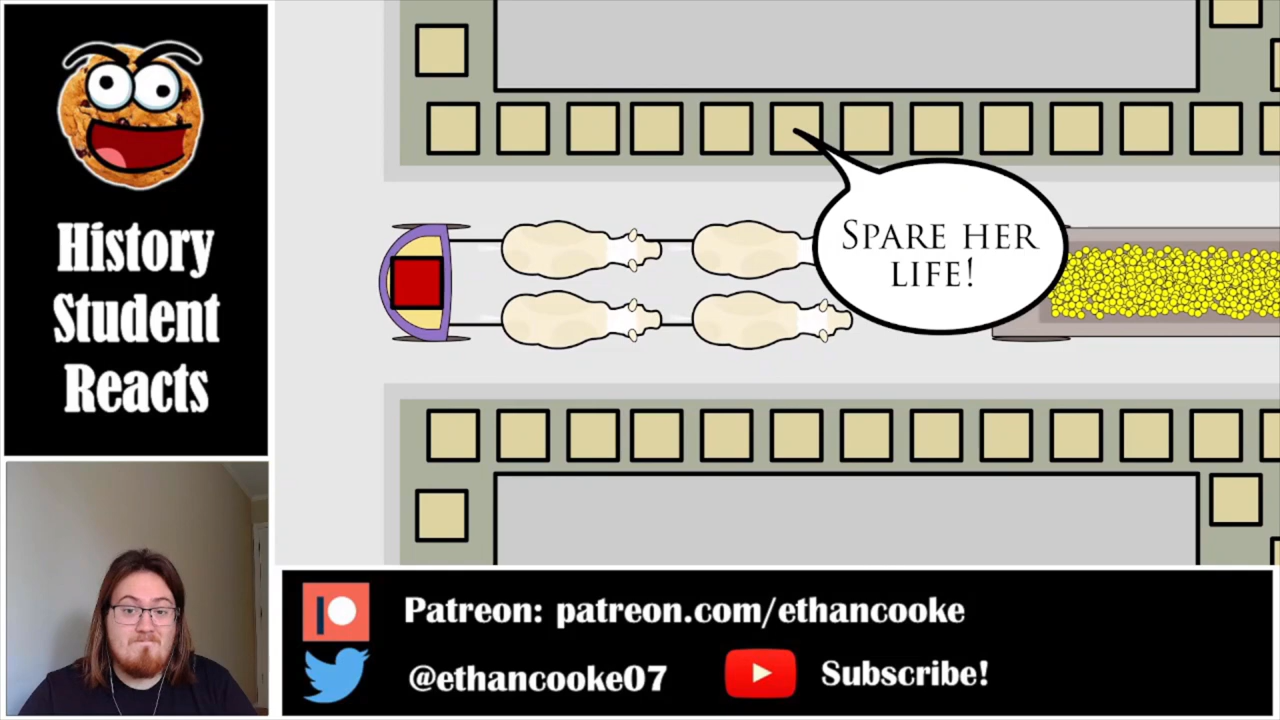 History
Student
Reacts
SPARE HER
LIFE!
Patreon: patreon.com/ethancooke
@ethancooke07
Subscribe!